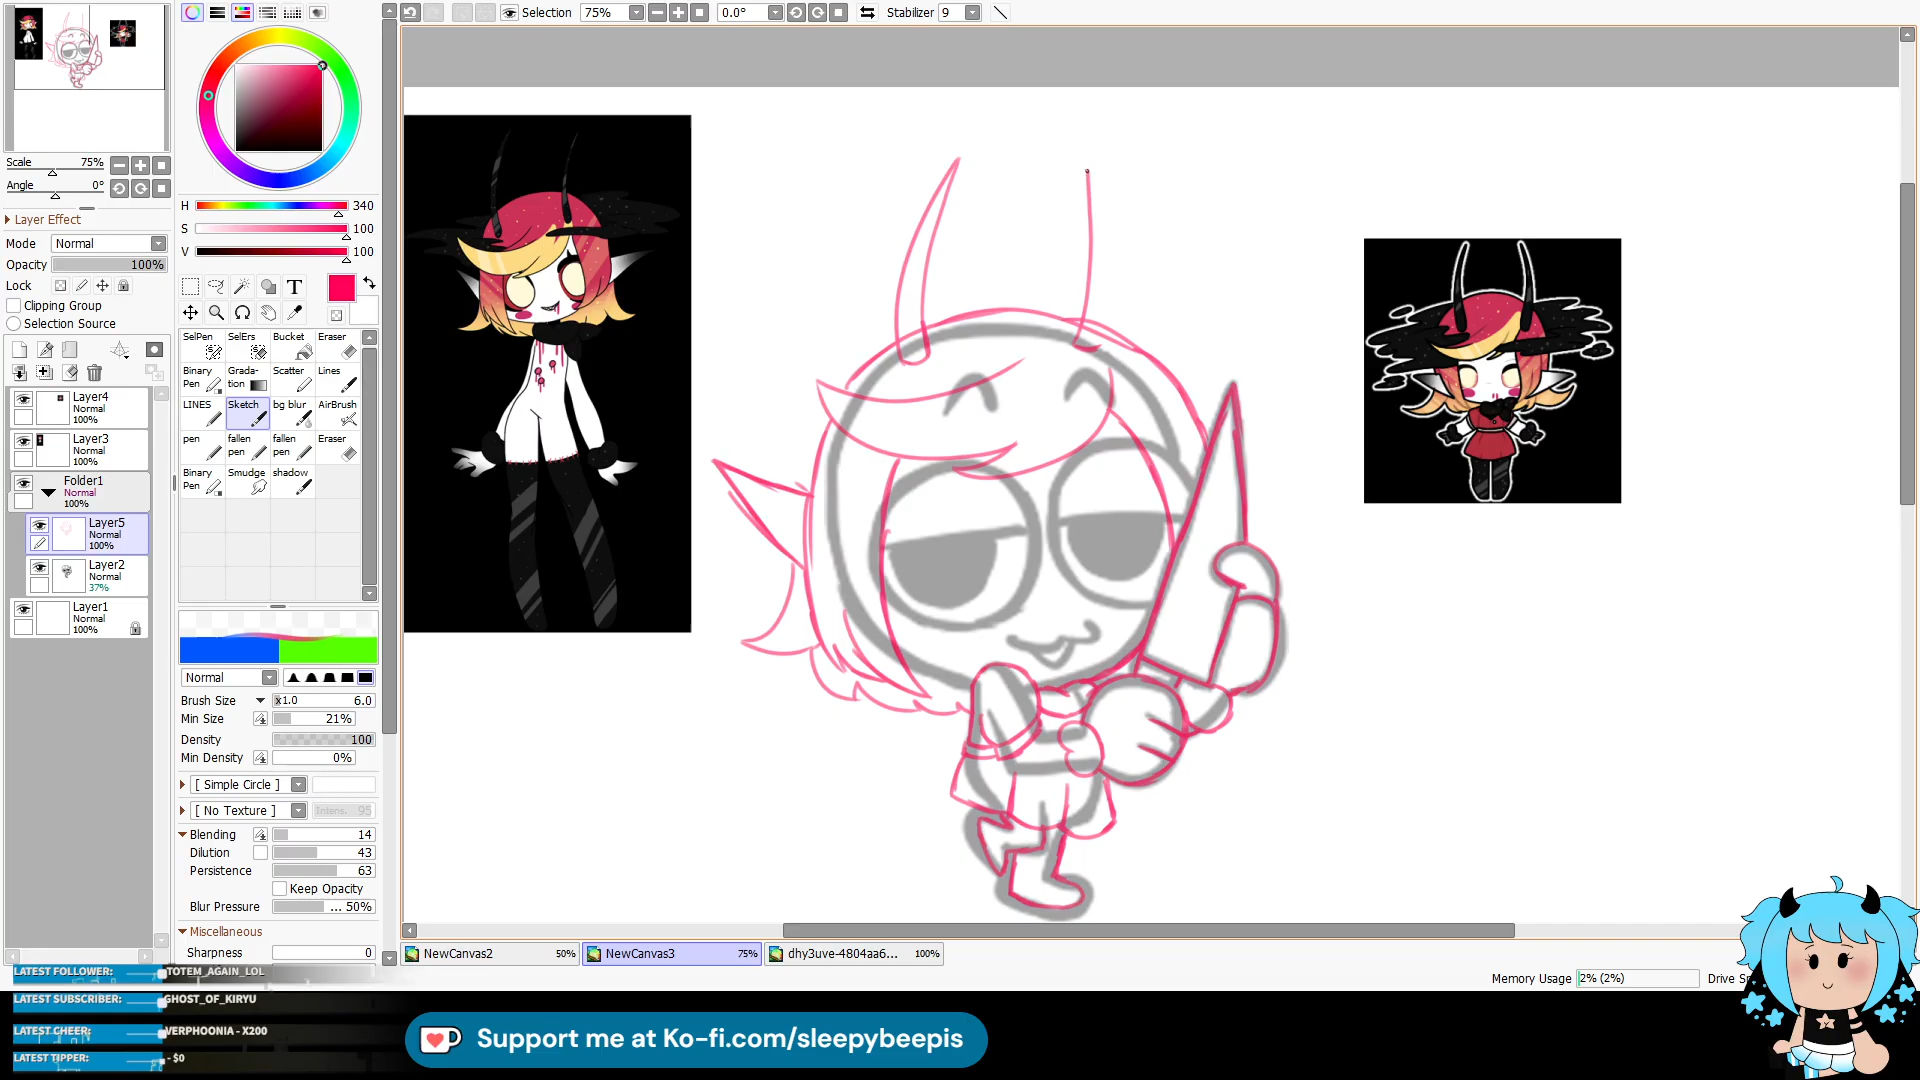 Selection 75% 0.0° Stabilizer 9
Scale 75%
Angle 0°
Layer Effect
Mode Normal
Opacity 100%
Lock
Clipping Group
Selection Source
Layer4
Normal
100%
Layer3
Normal
100%
Folder1
Normal
100%
Layer5
Normal
100%
Layer2
Normal
37%
Layer1
Normal
100%
H 340
S 100
V 100
T
SelPen SelErs Bucket Eraser
Binary Pen Grada-tion Scatter Lines
LINES Sketch bg blur AirBrush
pen fallen pen fallen pen Eraser
Binary Pen Smudge shadow
Normal
Brush Size x1.0 6.0
Min Size 21%
Density 100
Min Density 0%
[ Simple Circle ]
[ No Texture ] Intens. 95
Blending 14
Dilution 43
Persistence 63
Keep Opacity
Blur Pressure ... 50%
Miscellaneous
Sharpness 0
NewCanvas2 50% NewCanvas3 75% dhy3uve-4804aa6... 100%
Memory Usage 2% (2%) Drive
LATEST FOLLOWER: TOTEM_AGAIN_LOL
LATEST SUBSCRIBER: GHOST_OF_KIRYU
LATEST CHEER: VERPHOONIA - X200
LATEST TIPPER: - $0
Support me at Ko-fi.com/sleepybeepis